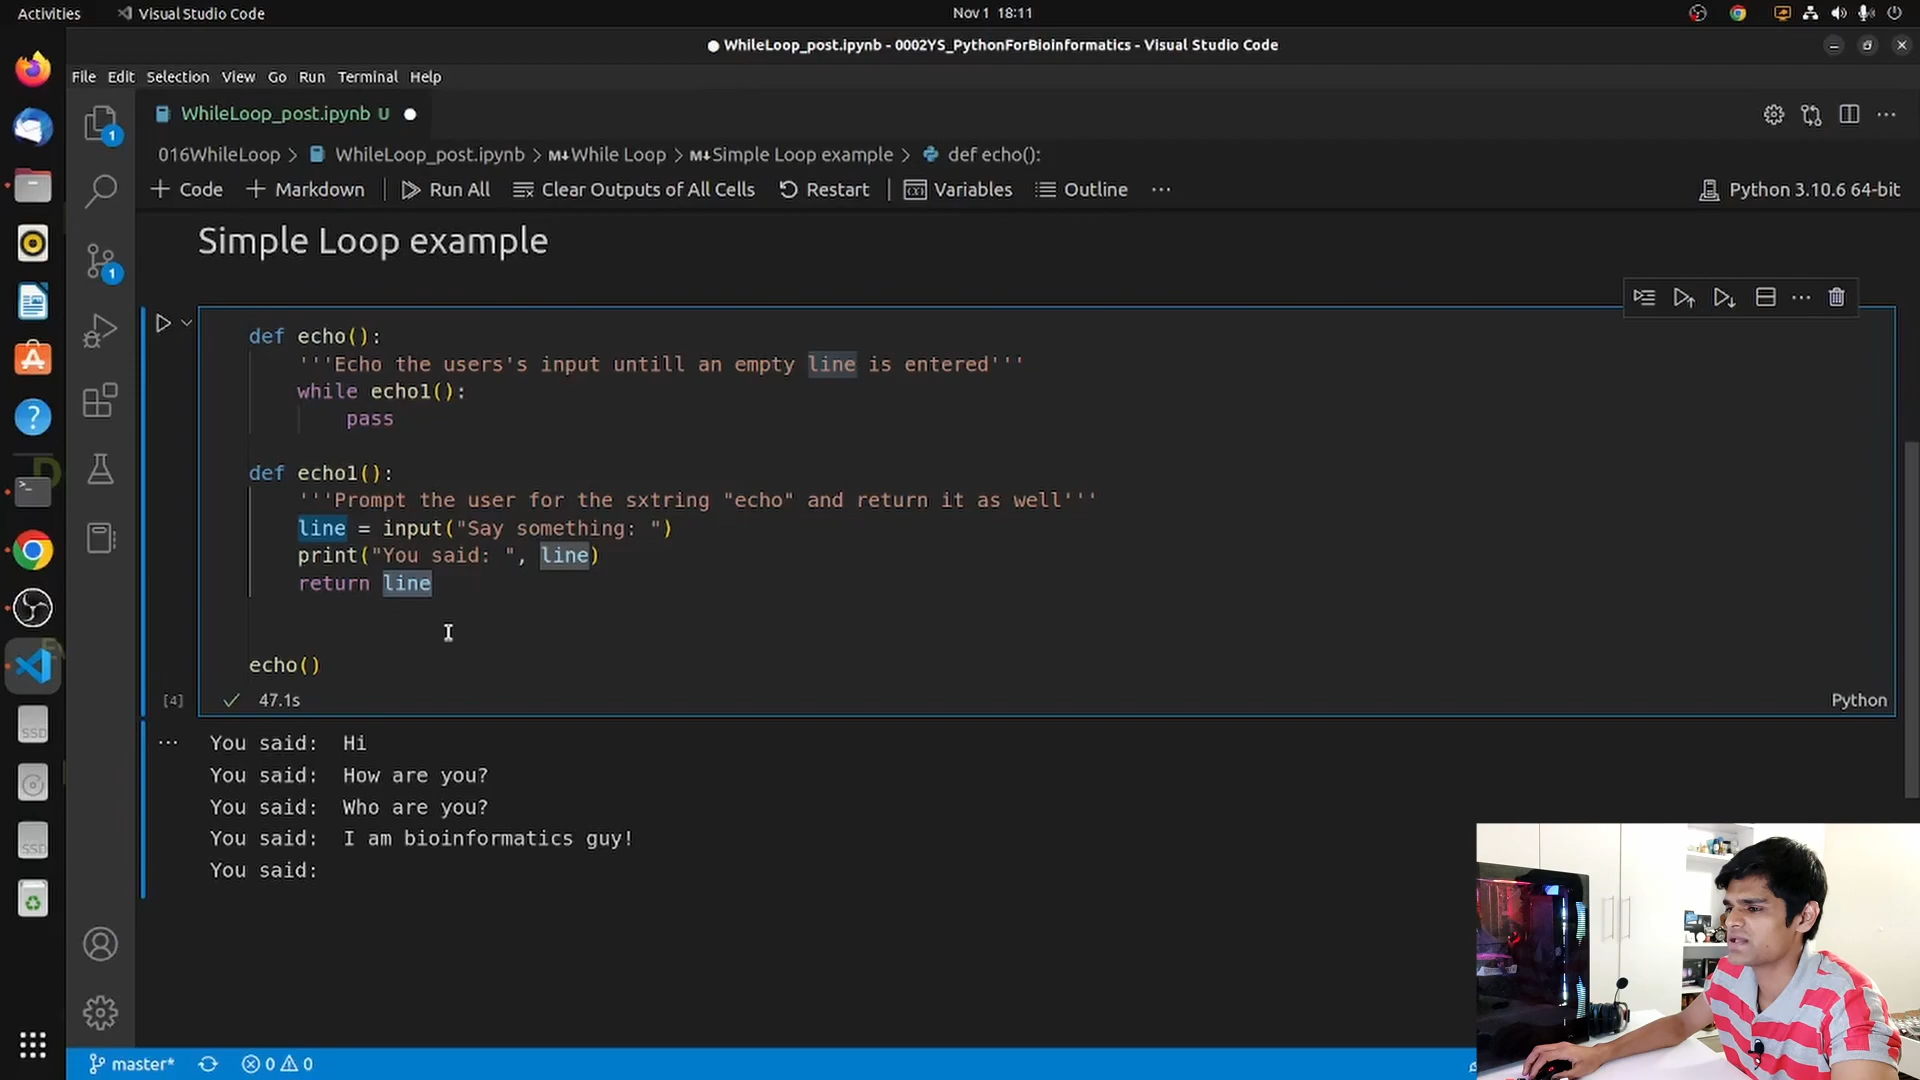 Activities Visual Studio Code Nov 1 18:11
WhileLoop_post.ipynb - 0002YS_PythonForBioinformatics - Visual Studio Code
File Edit Selection View Go Run Terminal Help
WhileLoop_post.ipynb U
016WhileLoop > WhileLoop_post.ipynb > M↓While Loop > M↓Simple Loop example > def echo():
+ Code + Markdown Run All Clear Outputs of All Cells Restart Variables Outline ... Python 3.10.6 64-bit
Simple Loop example
def echo():
'''Echo the users's input untill an empty line is entered'''
while echo1():
pass
def echo1():
'''Prompt the user for the sxtring "echo" and return it as well'''
line = input("Say something: ")
print("You said: ", line)
return line
echo()
[4] 47.1s Python
You said: Hi
You said: How are you?
You said: Who are you?
You said: I am bioinformatics guy!
You said:
master* 0 0